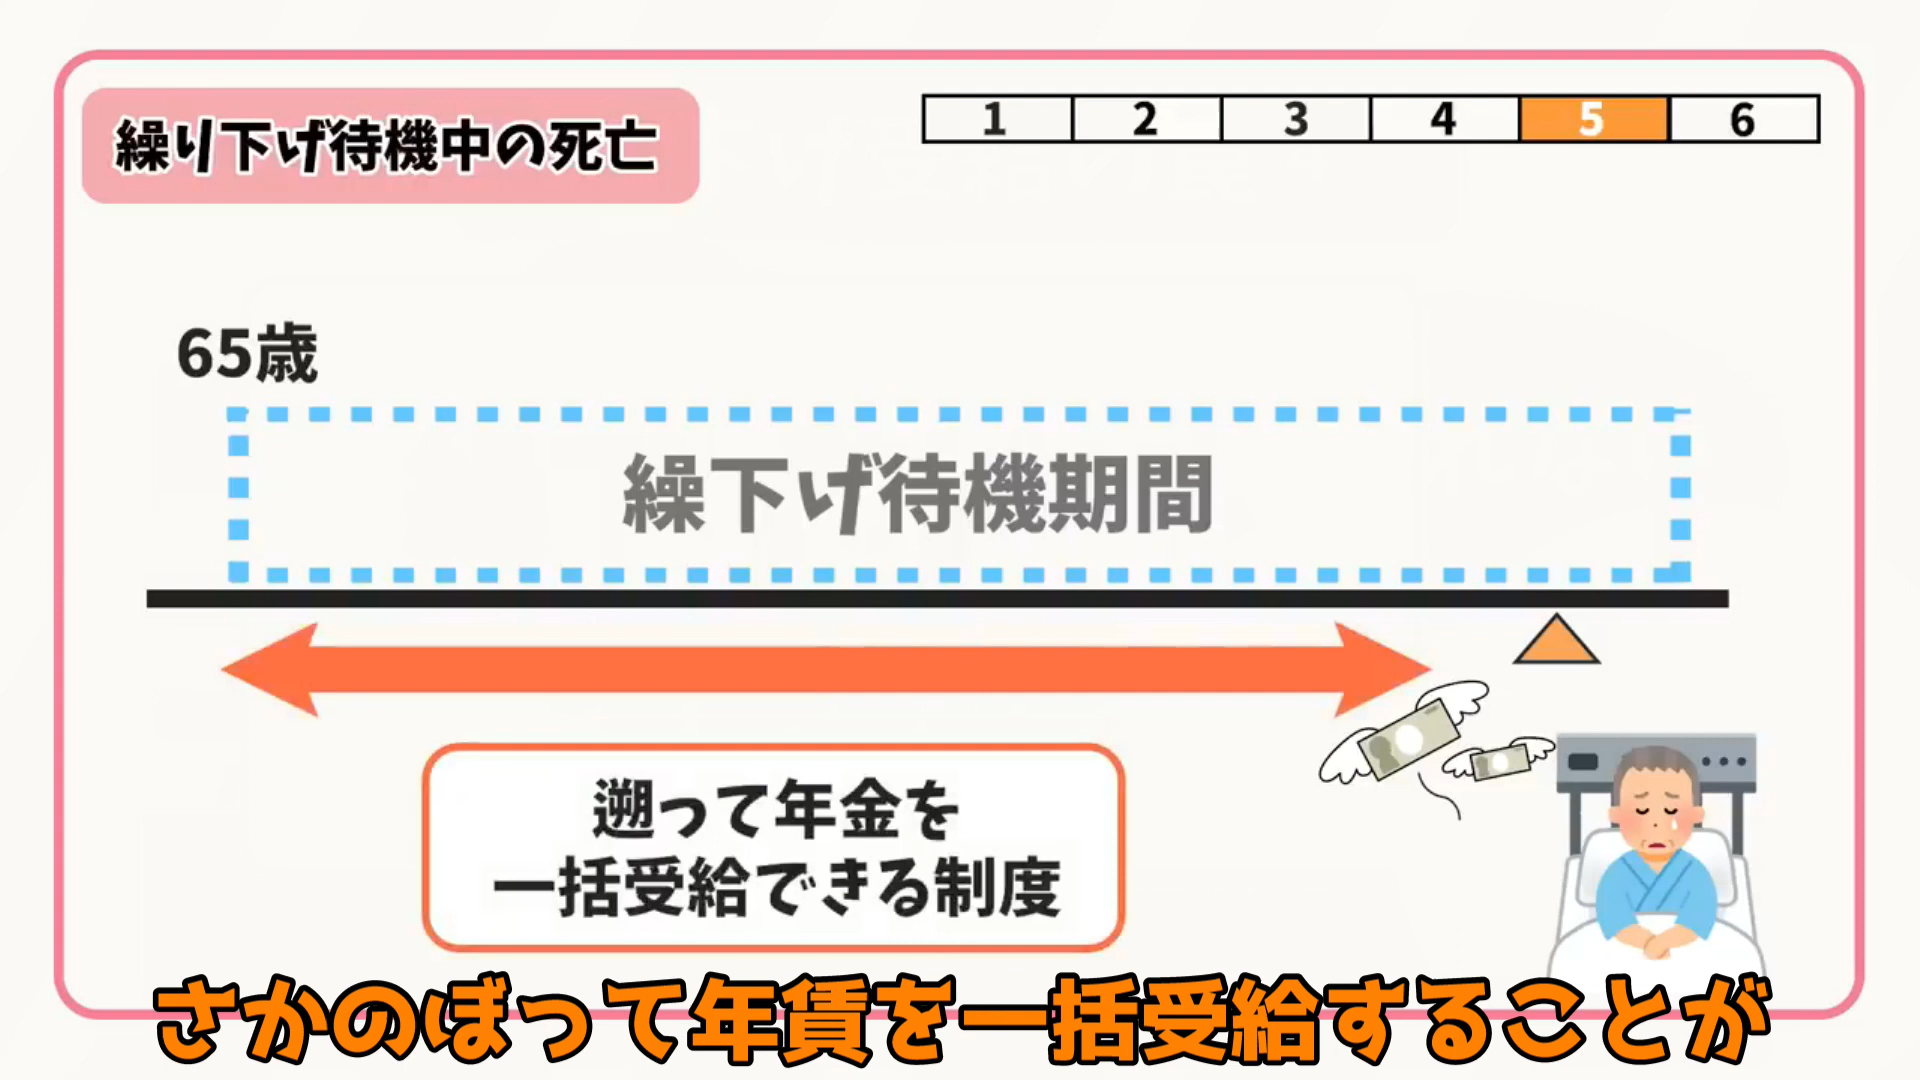 繰り下げ待機中の死亡
1 2 3 4 5 6
65歳
繰下げ待機期間
遡って年金を
一括受給できる制度
さかのぼって年賃を一括受給することが